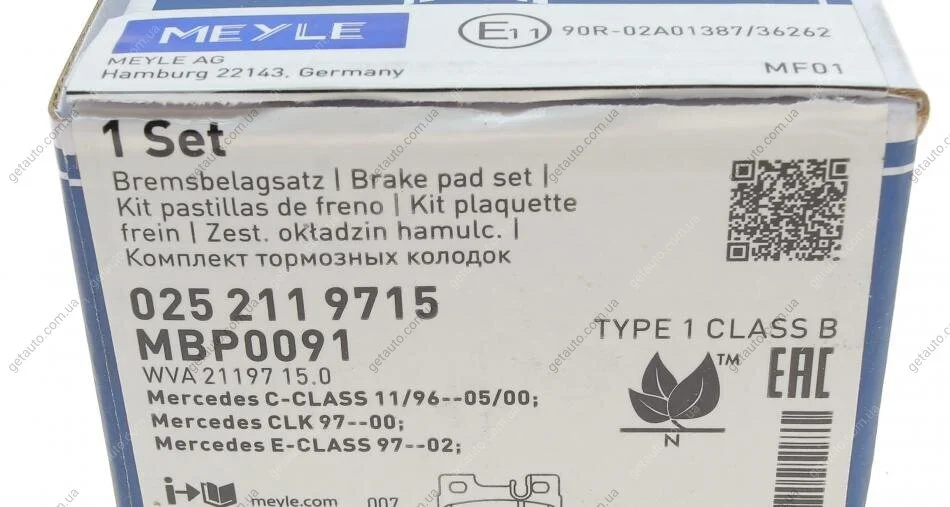 MEYLE
E11 90R-02A01387/36262
MEYLE AG
Hamburg 22143, Germany
MF01
1 Set
Bremsbelagsatz | Brake pad set |
Kit pastillas de freno | Kit plaquette
frein | Zest. okładzin hamulc. |
Комплект тормозных колодок
025 211 9715
MBP0091
WVA 21197 15.0
TYPE 1 CLASS B
TM
EAC
N
Mercedes C-CLASS 11/96--05/00;
Mercedes CLK 97--00;
Mercedes E-CLASS 97--02;
i
meyle.com
007
getauto.com.ua